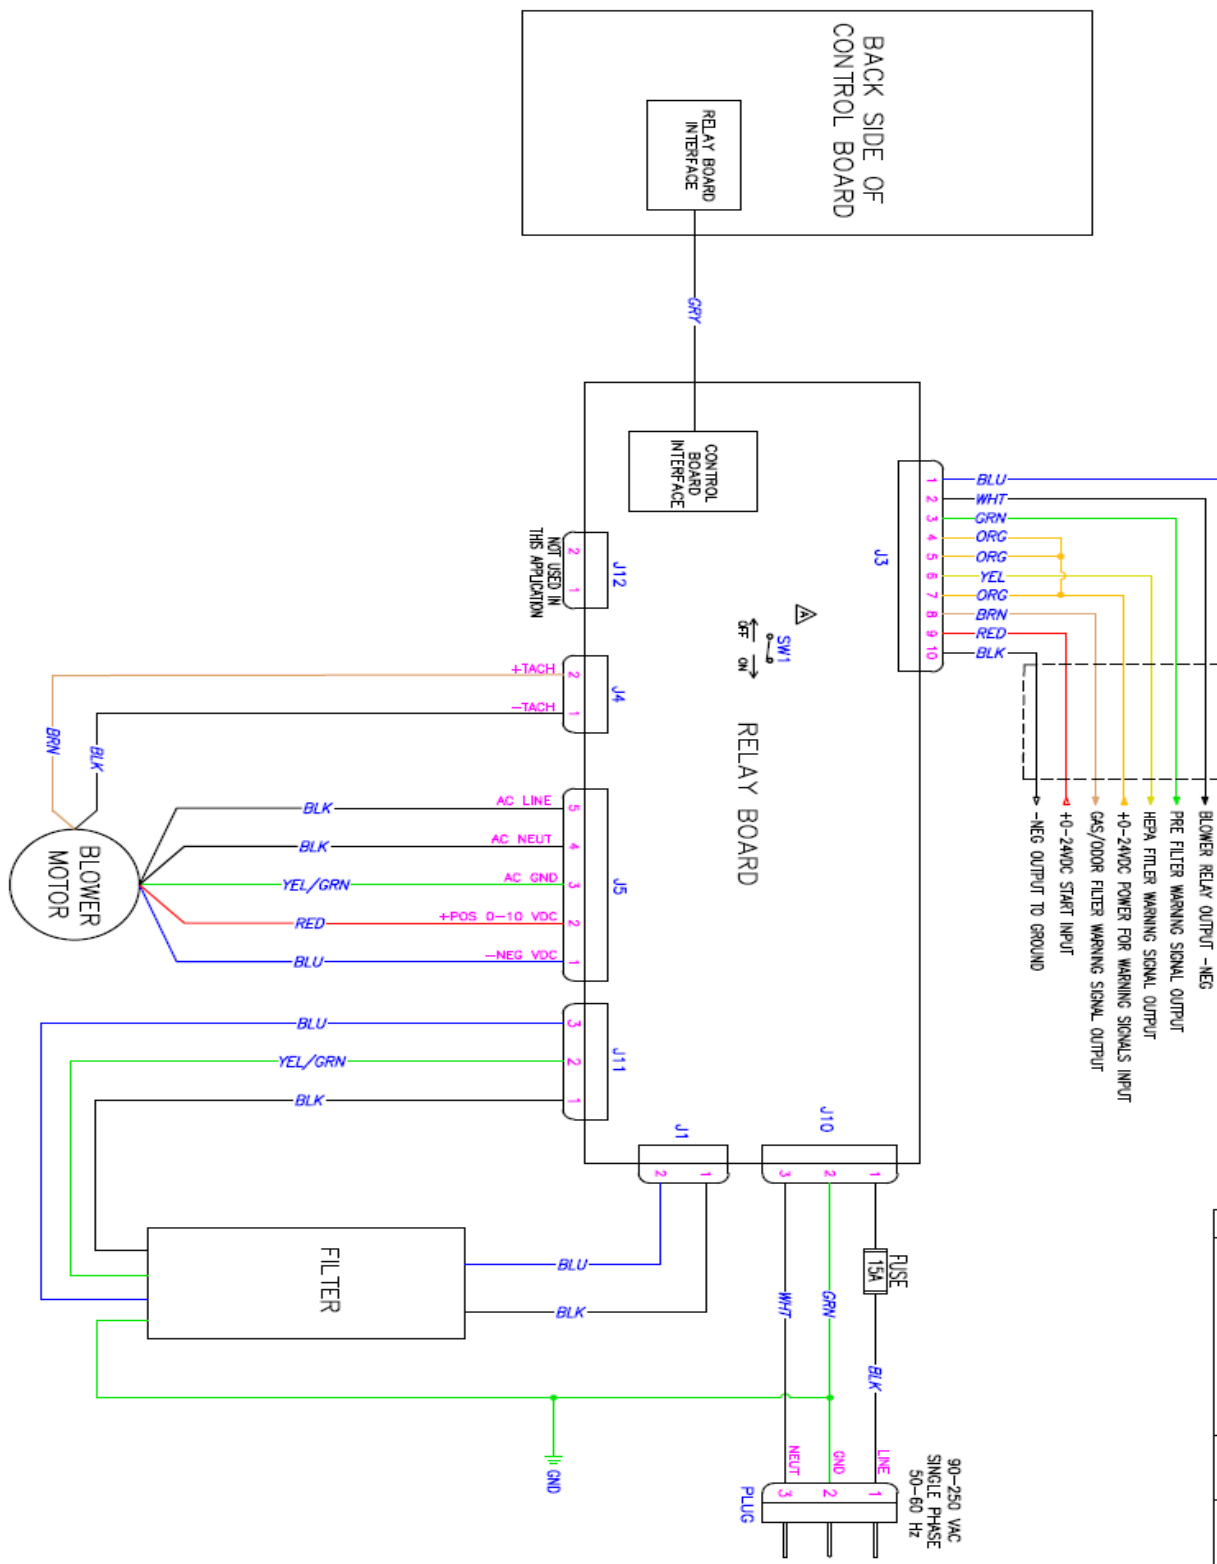 BACK SIDE OF
CONTROL BOARD
RELAY BOARD
INTERFACE
GRY
CONTROL
BOARD
INTERFACE
J3
1 BLU
2 WHT
3 GRN
4 ORG
5 ORG
6 YEL
7 ORG
8 BRN
9 RED
10 BLK
BLOWER RELAY OUTPUT -NEG
PRE FILTER WARNING SIGNAL OUTPUT
HEPA FITLER WARNING SIGNAL OUTPUT
+0-24VDC POWER FOR WARNING SIGNALS INPUT
GAS/ODOR FILTER WARNING SIGNAL OUTPUT
+0-24VDC START INPUT
-NEG OUTPUT TO GROUND
J12
2 1
NOT USED IN
THIS APPLICATION
A
SW1
OFF ON
RELAY BOARD
J4
+TACH 2
-TACH 1
BRN
BLK
BLOWER
MOTOR
J5
BLK AC LINE 5
BLK AC NEUT 4
YEL/GRN AC GND 3
RED +POS 0-10 VDC 2
BLU -NEG VDC 1
J11
BLU 3
YEL/GRN 2
BLK 1
J1
2 1
BLU
BLK
FILTER
J10
3 2 1
FUSE
15A
WHT
GRN
BLK
GND
NEUT
GND
LINE
3 2 1
PLUG
90-250 VAC
SINGLE PHASE
50-60 Hz